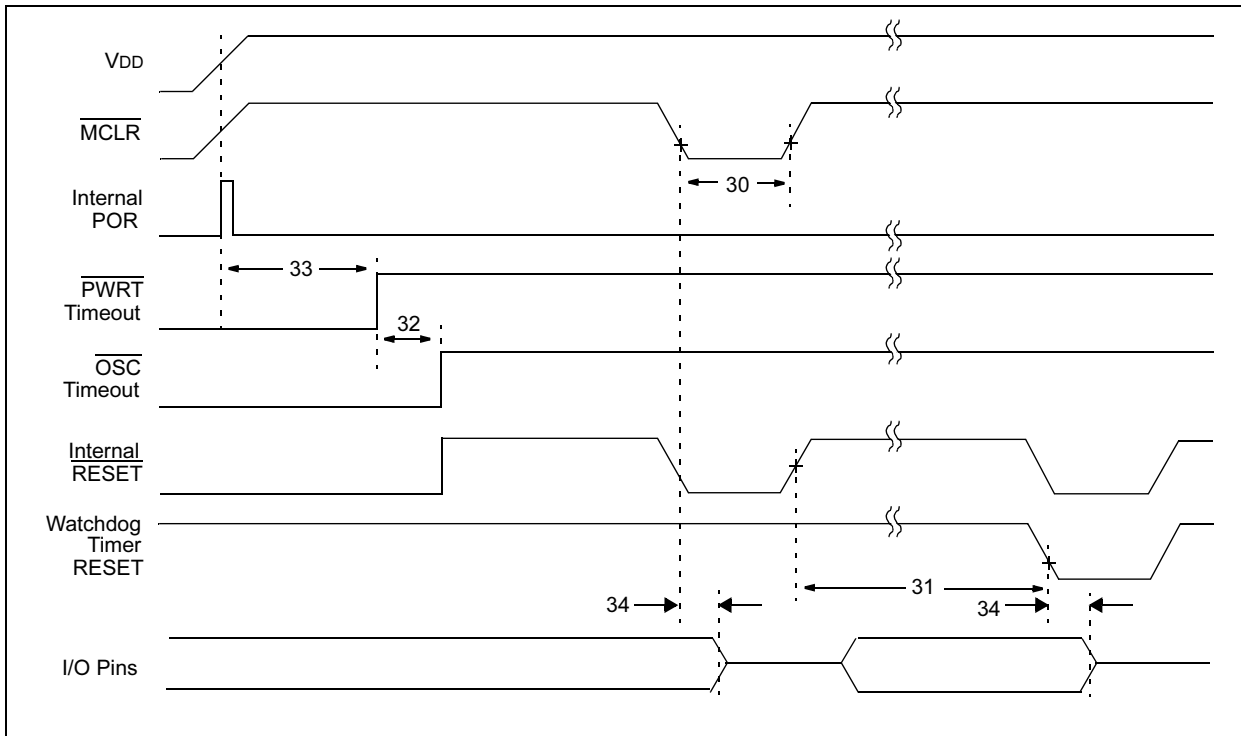 VDD
MCLR
30
Internal
POR
33
PWRT
Timeout
32
OSC
Timeout
Internal
RESET
Watchdog
Timer
RESET
31
34
34
I/O Pins